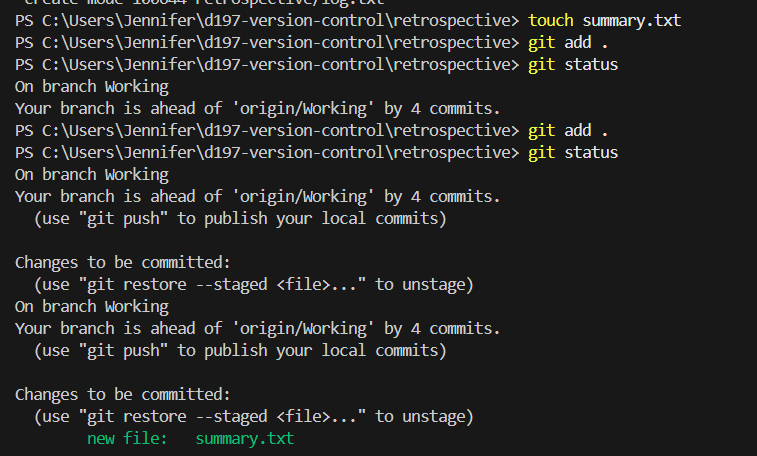 create mode 100644 retrospective/log.txt
PS C:\Users\Jennifer\d197-version-control\retrospective> touch summary.txt
PS C:\Users\Jennifer\d197-version-control\retrospective> git add .
PS C:\Users\Jennifer\d197-version-control\retrospective> git status
On branch Working
Your branch is ahead of 'origin/Working' by 4 commits.
PS C:\Users\Jennifer\d197-version-control\retrospective> git add .
PS C:\Users\Jennifer\d197-version-control\retrospective> git status
On branch Working
Your branch is ahead of 'origin/Working' by 4 commits.
  (use "git push" to publish your local commits)

Changes to be committed:
  (use "git restore --staged <file>..." to unstage)
On branch Working
Your branch is ahead of 'origin/Working' by 4 commits.
  (use "git push" to publish your local commits)

Changes to be committed:
  (use "git restore --staged <file>..." to unstage)
        new file:   summary.txt